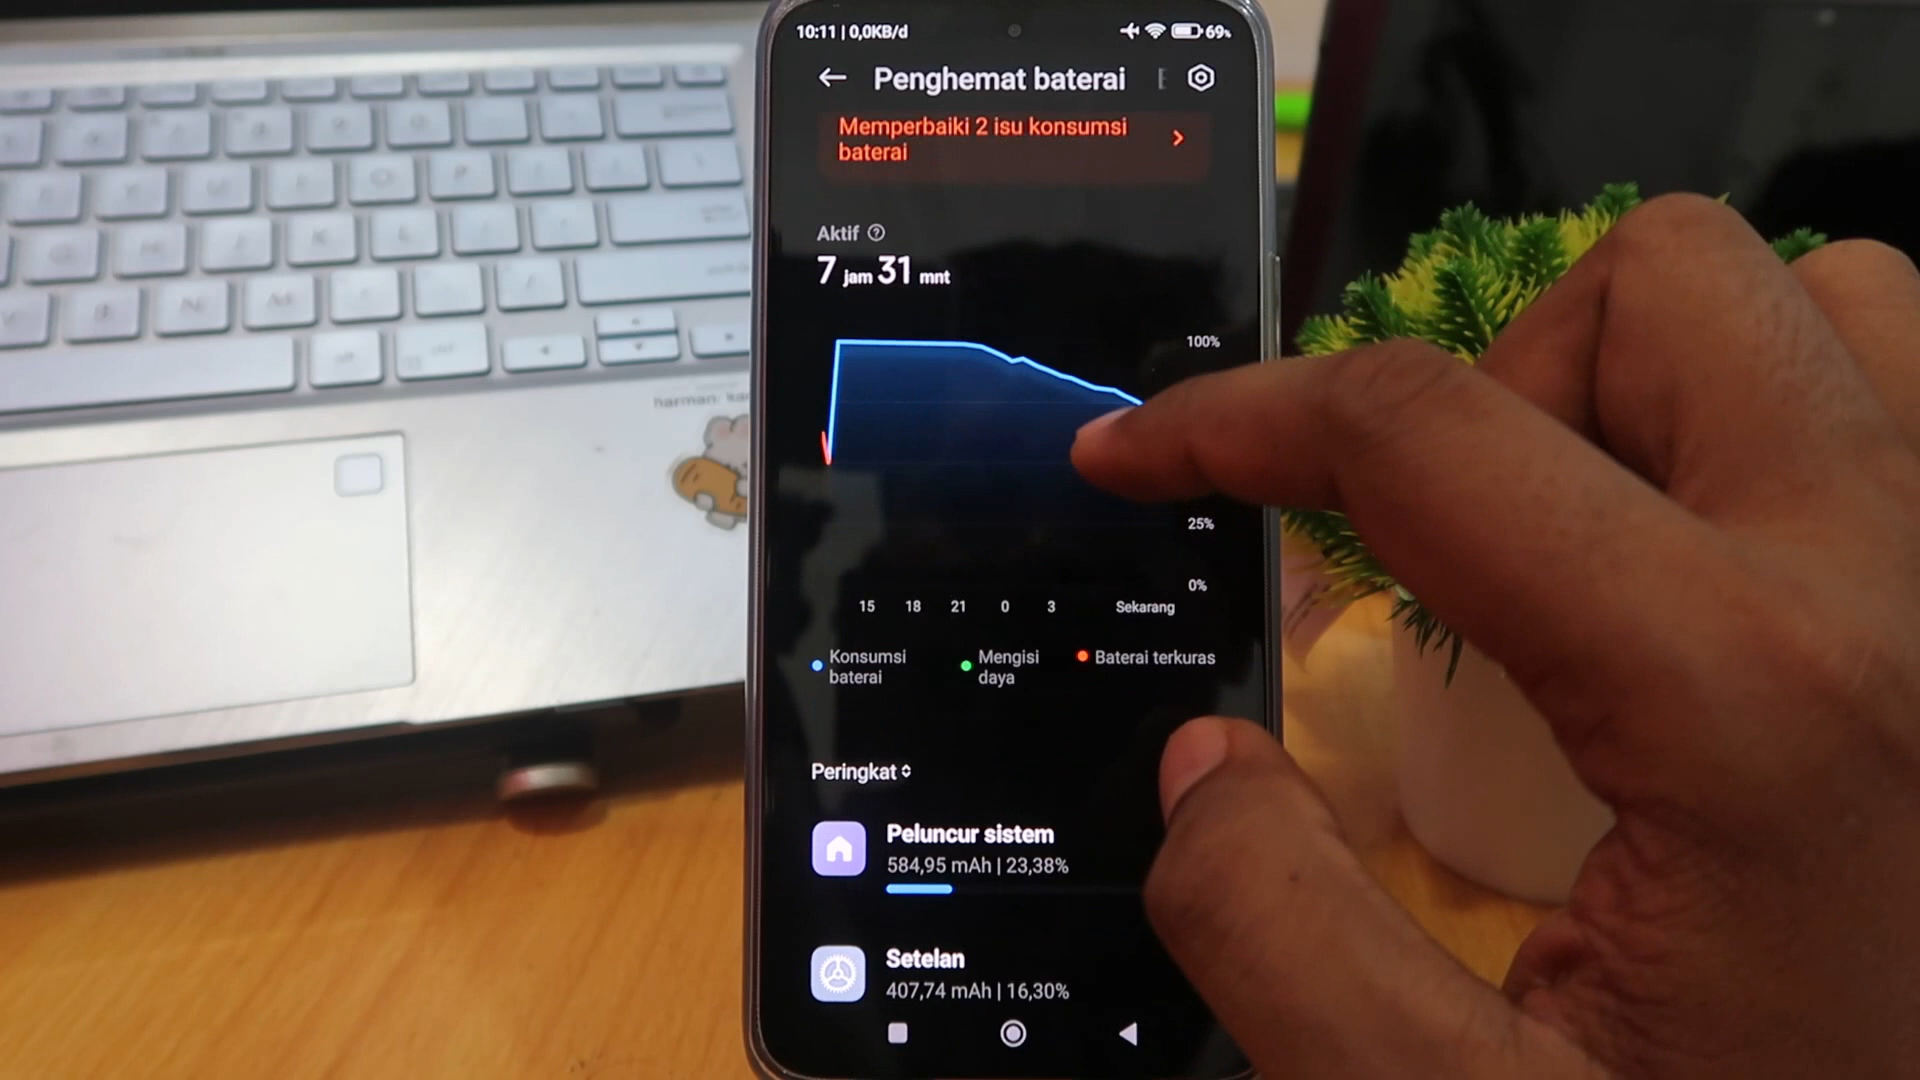 10:11 | 0,0KB/d
69%
Penghemat baterai
Memperbaiki 2 isu konsumsi
baterai
Aktif
7 jam 31 mnt
100%
25%
0%
15 18 21 0 3 Sekarang
Konsumsi
baterai
Mengisi
daya
Baterai terkuras
Peringkat
Peluncur sistem
584,95 mAh | 23,38%
Setelan
407,74 mAh | 16,30%